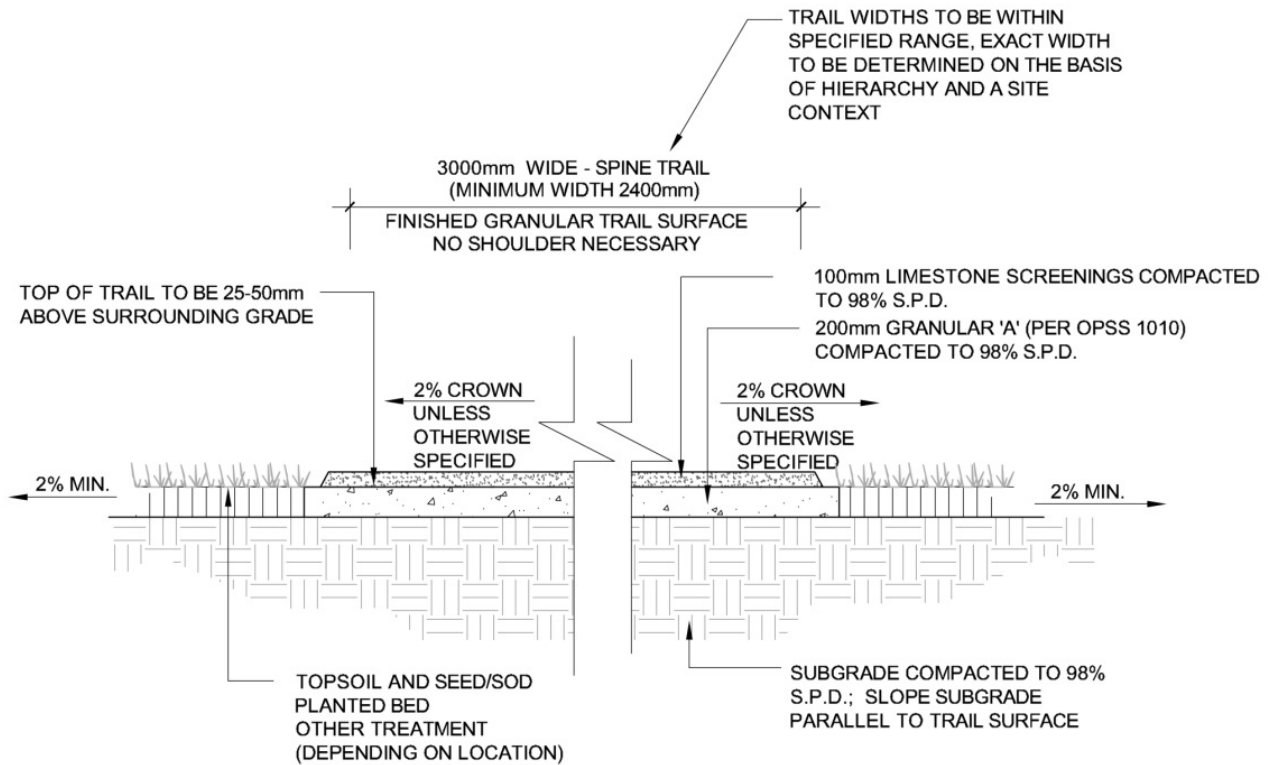 TRAIL WIDTHS TO BE WITHIN
SPECIFIED RANGE, EXACT WIDTH
TO BE DETERMINED ON THE BASIS
OF HIERARCHY AND A SITE
CONTEXT
3000mm WIDE - SPINE TRAIL
(MINIMUM WIDTH 2400mm)
FINISHED GRANULAR TRAIL SURFACE
NO SHOULDER NECESSARY
TOP OF TRAIL TO BE 25-50mm
ABOVE SURROUNDING GRADE
100mm LIMESTONE SCREENINGS COMPACTED
TO 98% S.P.D.
200mm GRANULAR 'A' (PER OPSS 1010)
COMPACTED TO 98% S.P.D.
2% CROWN
UNLESS
OTHERWISE
SPECIFIED
2% CROWN
UNLESS
OTHERWISE
SPECIFIED
2% MIN.
2% MIN.
TOPSOIL AND SEED/SOD
PLANTED BED
OTHER TREATMENT
(DEPENDING ON LOCATION)
SUBGRADE COMPACTED TO 98%
S.P.D.; SLOPE SUBGRADE
PARALLEL TO TRAIL SURFACE